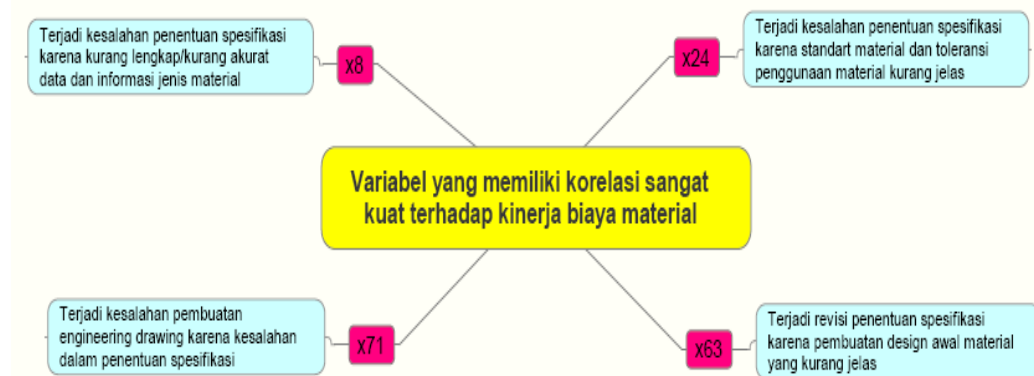 Terjadi kesalahan penentuan spesifikasi
karena kurang lengkap/kurang akurat
data dan informasi jenis material
x8
x24
Terjadi kesalahan penentuan spesifikasi
karena standart material dan toleransi
penggunaan material kurang jelas
Variabel yang memiliki korelasi sangat
kuat terhadap kinerja biaya material
Terjadi kesalahan pembuatan
engineering drawing karena kesalahan
dalam penentuan spesifikasi
x71
x63
Terjadi revisi penentuan spesifikasi
karena pembuatan design awal material
yang kurang jelas